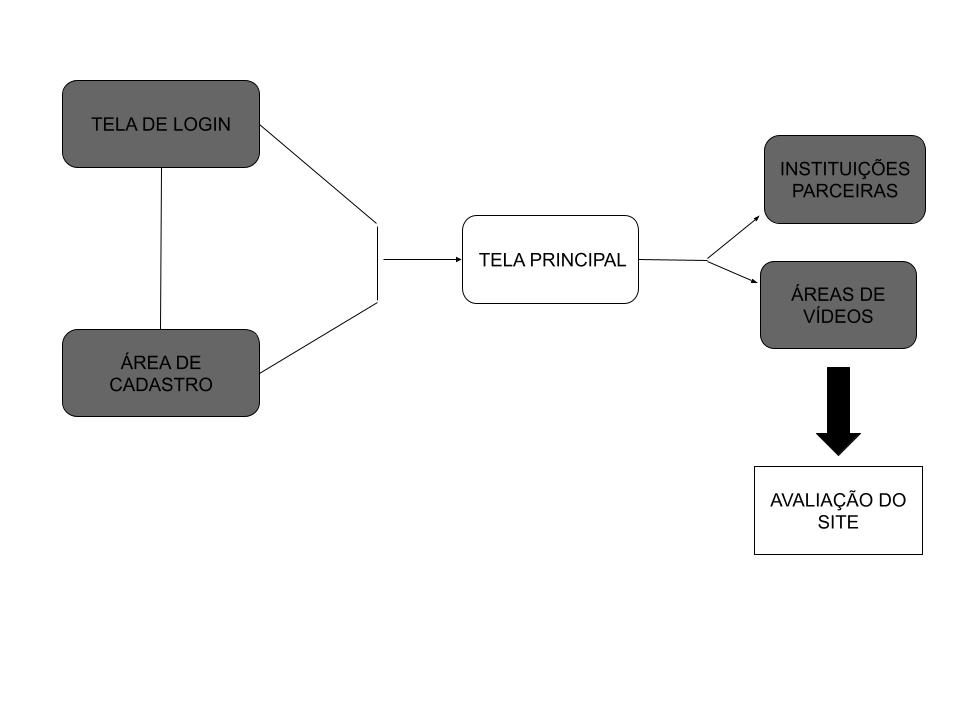 TELA DE LOGIN
ÁREA DE
CADASTRO
TELA PRINCIPAL
INSTITUIÇÕES
PARCEIRAS
ÁREAS DE
VÍDEOS
AVALIAÇÃO DO
SITE